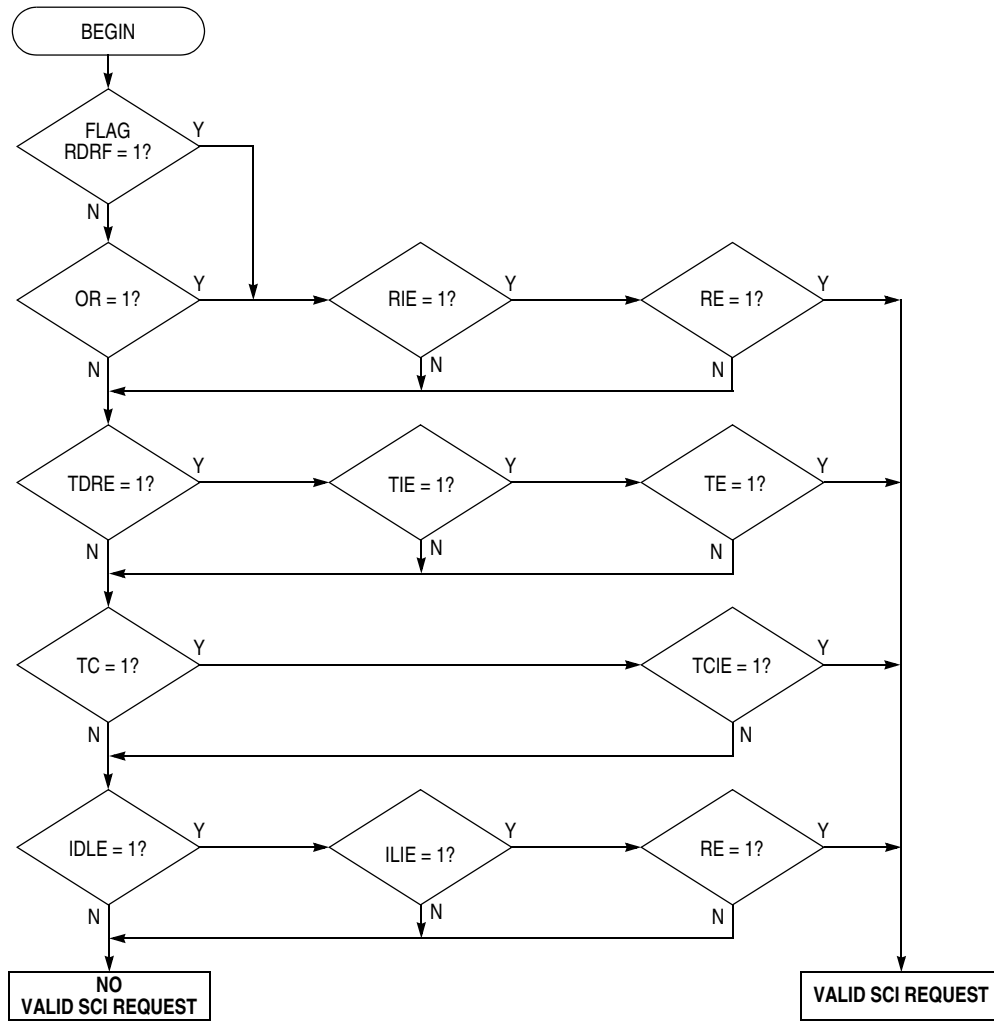 BEGIN
FLAG
RDRF = 1?
Y
N
OR = 1?
Y
N
RIE = 1?
Y
N
RE = 1?
Y
N
TDRE = 1?
Y
N
TIE = 1?
Y
N
TE = 1?
Y
N
TC = 1?
Y
N
TCIE = 1?
Y
N
IDLE = 1?
Y
N
ILIE = 1?
Y
N
RE = 1?
Y
N
NO
VALID SCI REQUEST
VALID SCI REQUEST